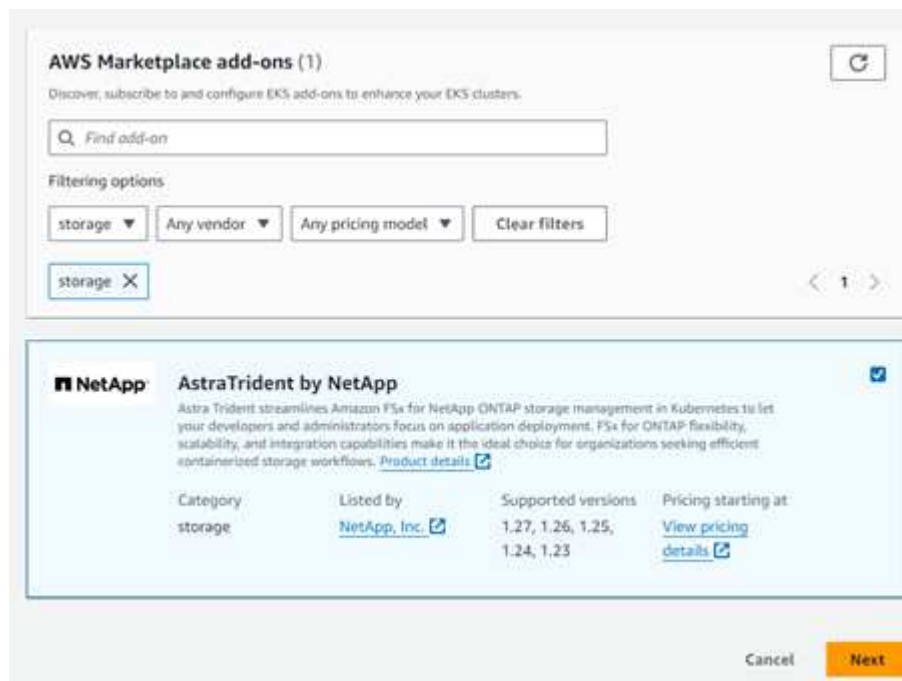 AWS Marketplace add-ons (1)
Discover, subscribe to and configure EKS add-ons to enhance your EKS clusters.
Find add-on
Filtering options
storage Any vendor Any pricing model Clear filters
storage
1
NetApp
AstraTrident by NetApp
Astra Trident streamlines Amazon FSx for NetApp ONTAP storage management in Kubernetes to let
your developers and administrators focus on application deployment. FSx for ONTAP flexibility,
scalability, and integration capabilities make it the ideal choice for organizations seeking efficient
containerized storage workflows. Product details
Category Listed by Supported versions Pricing starting at
storage NetApp, Inc. 1.27, 1.26, 1.25, View pricing
1.24, 1.23 details
Cancel Next